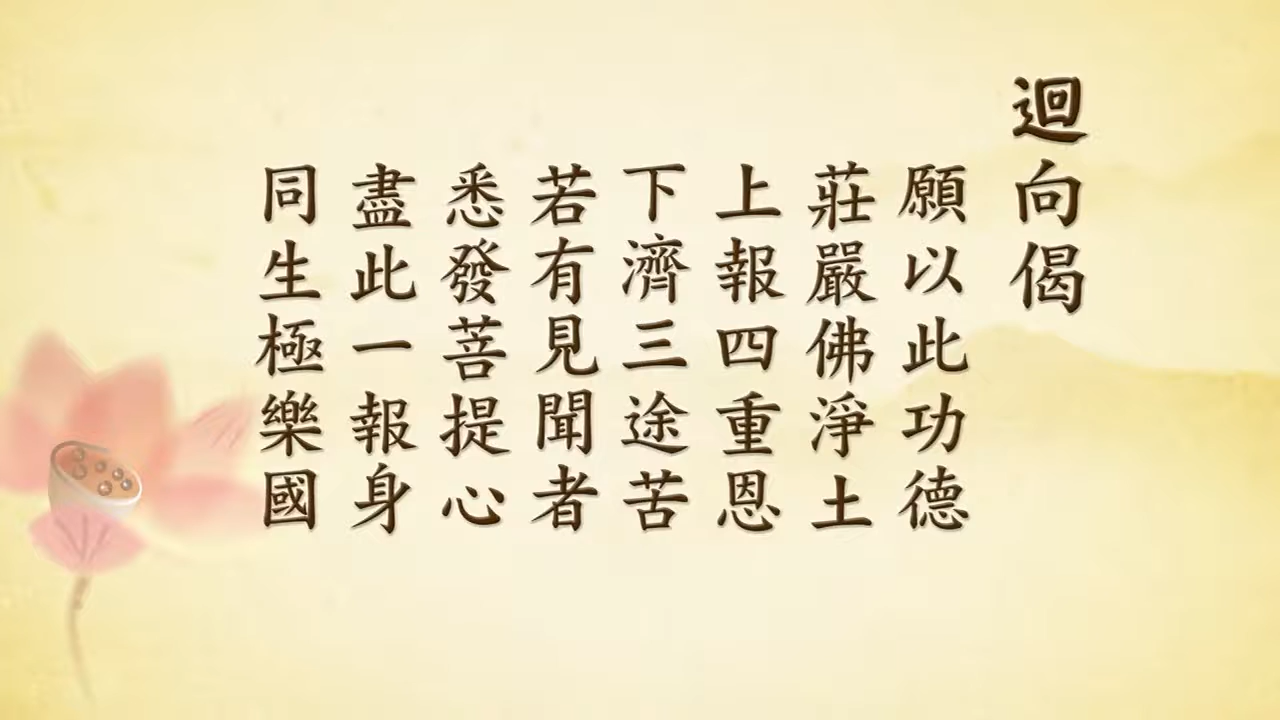 迴向偈
願以此功德
莊嚴佛淨土
上報四重恩
下濟三途苦
若有見聞者
悉發菩提心
盡此一報身
同生極樂國